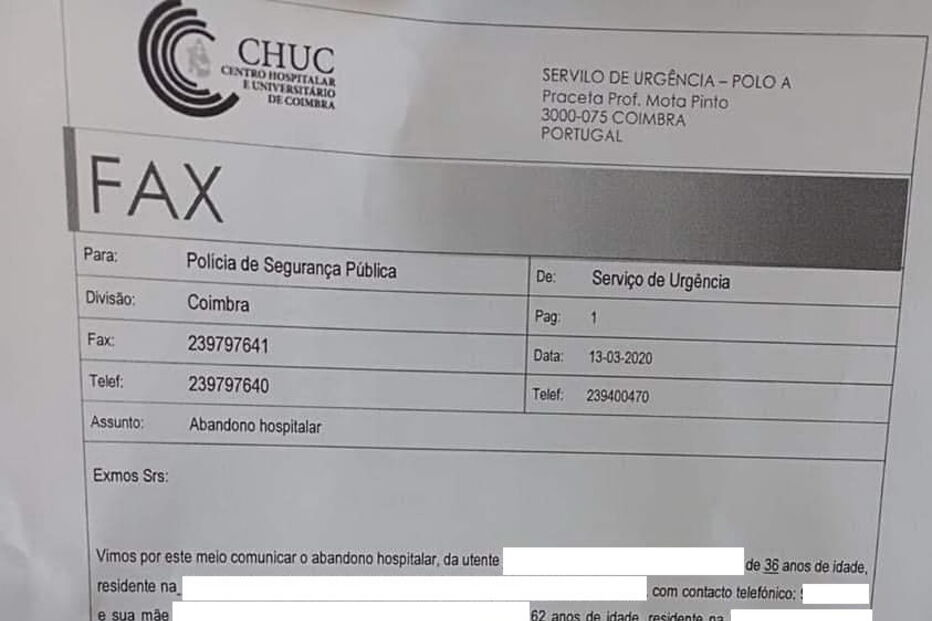 CHUC
CENTRO HOSPITALAR
E UNIVERSITÁRIO
DE COIMBRA
SERVILO DE URGÊNCIA – POLO A
Praceta Prof. Mota Pinto
3000-075 COIMBRA
PORTUGAL
FAX
Para: Polícia de Segurança Pública
De: Serviço de Urgência
Divisão: Coimbra
Pag: 1
Fax: 239797641
Data: 13-03-2020
Telef: 239797640
Telef: 239400470
Assunto: Abandono hospitalar
Exmos Srs:
Vimos por este meio comunicar o abandono hospitalar, da utente de 36 anos de idade,
residente na , com contacto telefónico:
e sua mãe 62 anos de idade, residente na